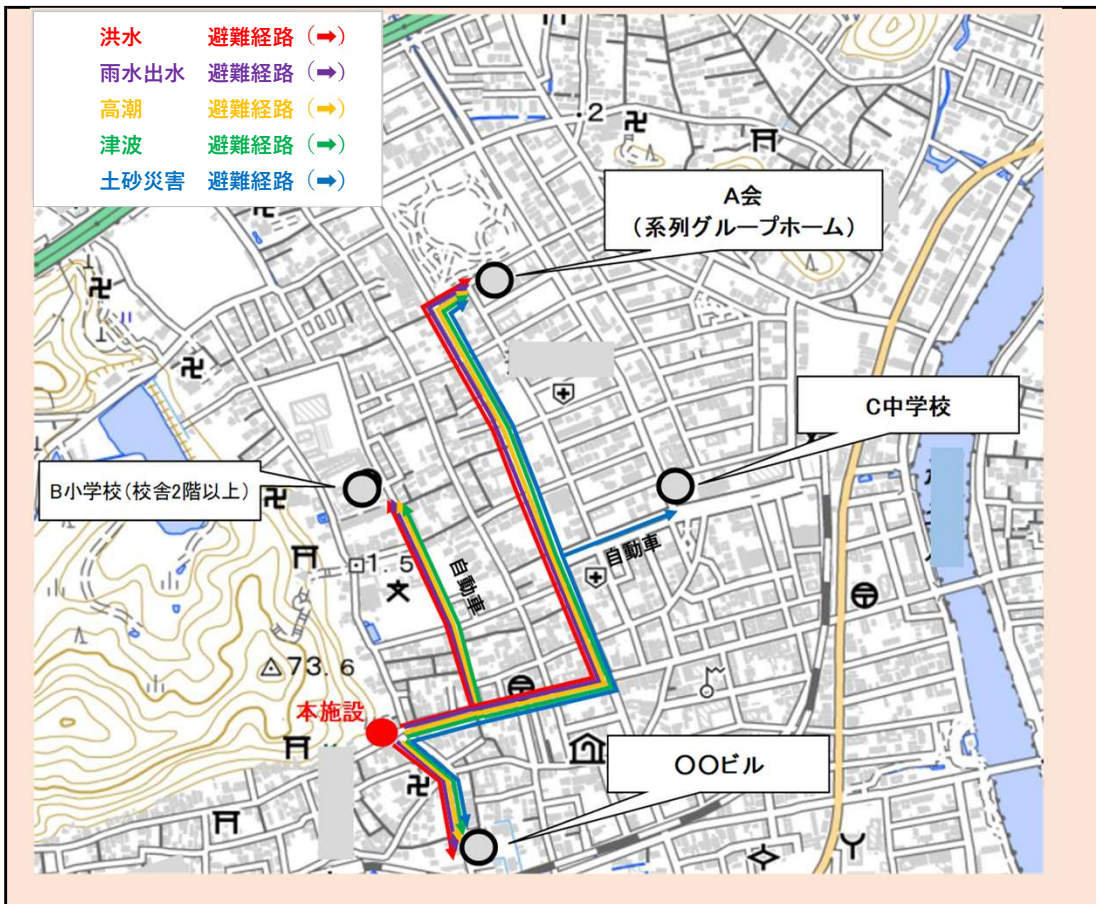 洪水 避難経路（➡）
雨水出水 避難経路（➡）
高潮 避難経路（➡）
津波 避難経路（➡）
土砂災害 避難経路（➡）
.2
A会
（系列グループホーム）
C中学校
B小学校（校舎2階以上）
1.5
自動車
自動車
73.6
本施設
〇〇ビル